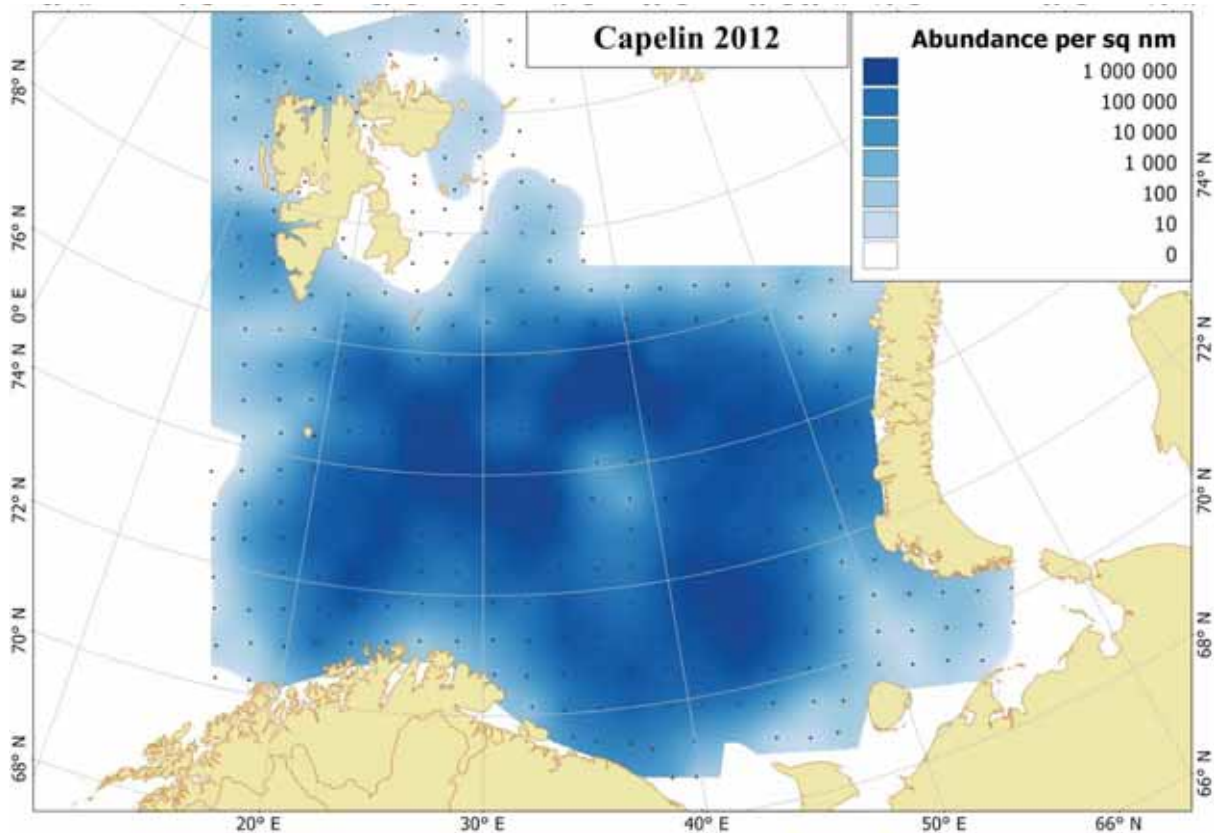 Capelin 2012
Abundance per sq nm
1 000 000
100 000
10 000
1 000
100
10
0
78° N
76° N
0° E
74° N
72° N
70° N
68° N
74° N
72° N
70° N
68° N
66° N
20° E
30° E
40° E
50° E
66° N